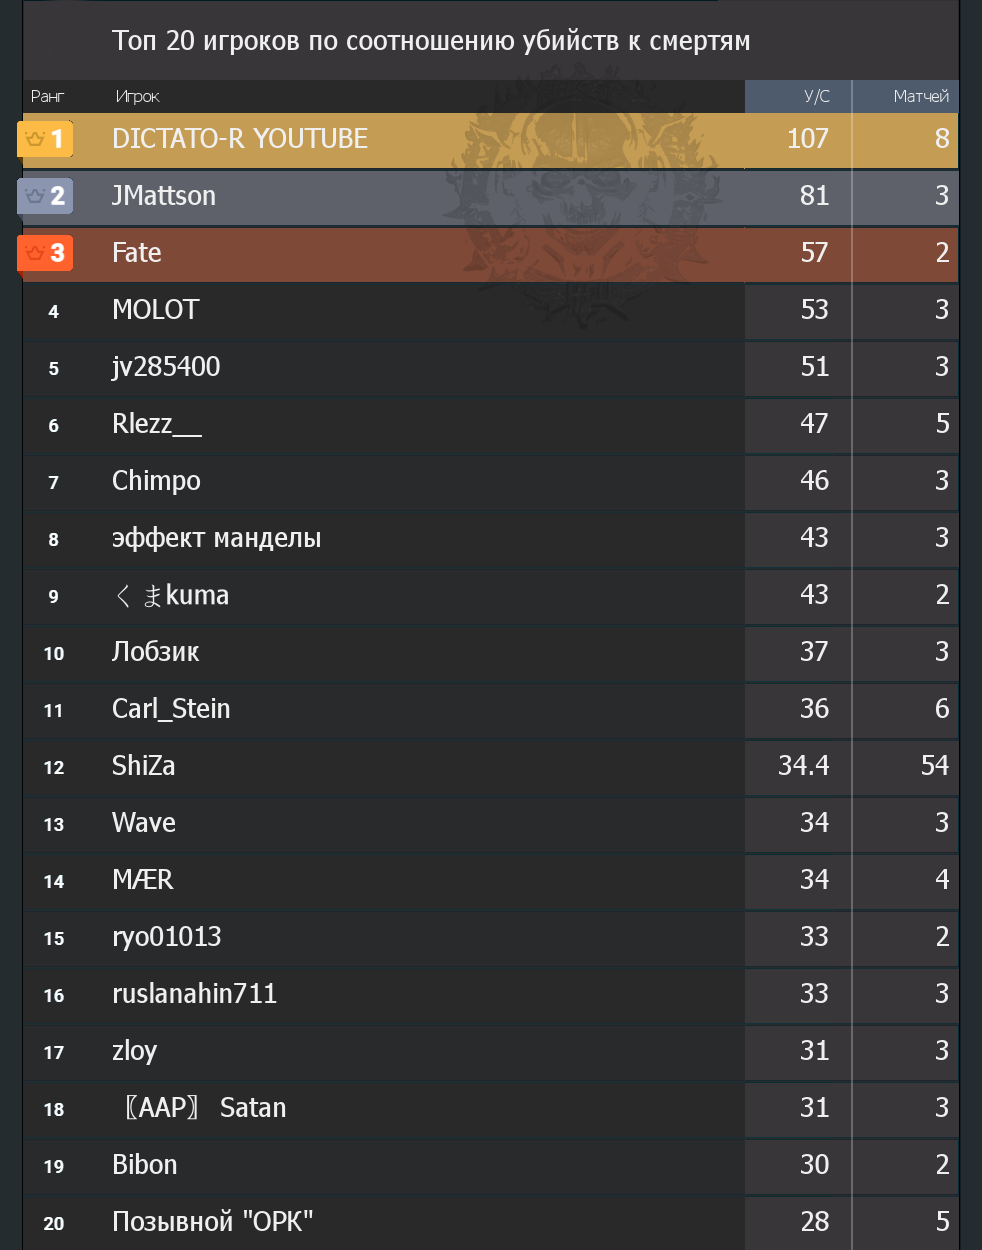 Топ 20 игроков по соотношению убийств к смертям
Ранг Игрок У/С Матчей
1 DICTATO-R YOUTUBE 107 8
2 JMattson 81 3
3 Fate 57 2
4 MOLOT 53 3
5 jv285400 51 3
6 Rlezz__ 47 5
7 Chimpo 46 3
8 эффект манделы 43 3
9 くまkuma 43 2
10 Лобзик 37 3
11 Carl_Stein 36 6
12 ShiZa 34.4 54
13 Wave 34 3
14 MÆR 34 4
15 ryo01013 33 2
16 ruslanahin711 33 3
17 zloy 31 3
18 〖AAP〗 Satan 31 3
19 Bibon 30 2
20 Позывной "ОРК" 28 5